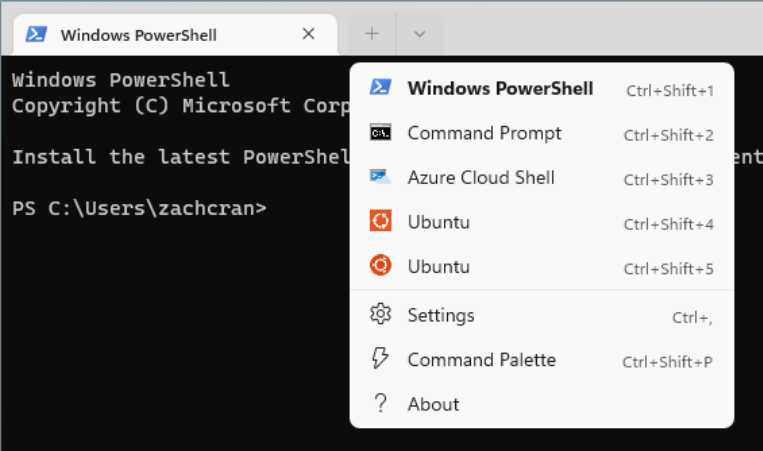 Windows PowerShell
Windows PowerShell
Copyright (C) Microsoft Corp
Install the latest PowerShel ent
PS C:\Users\zachcran>
Windows PowerShell Ctrl+Shift+1
C:\. Command Prompt Ctrl+Shift+2
Azure Cloud Shell Ctrl+Shift+3
Ubuntu Ctrl+Shift+4
Ubuntu Ctrl+Shift+5
Settings Ctrl+,
Command Palette Ctrl+Shift+P
? About